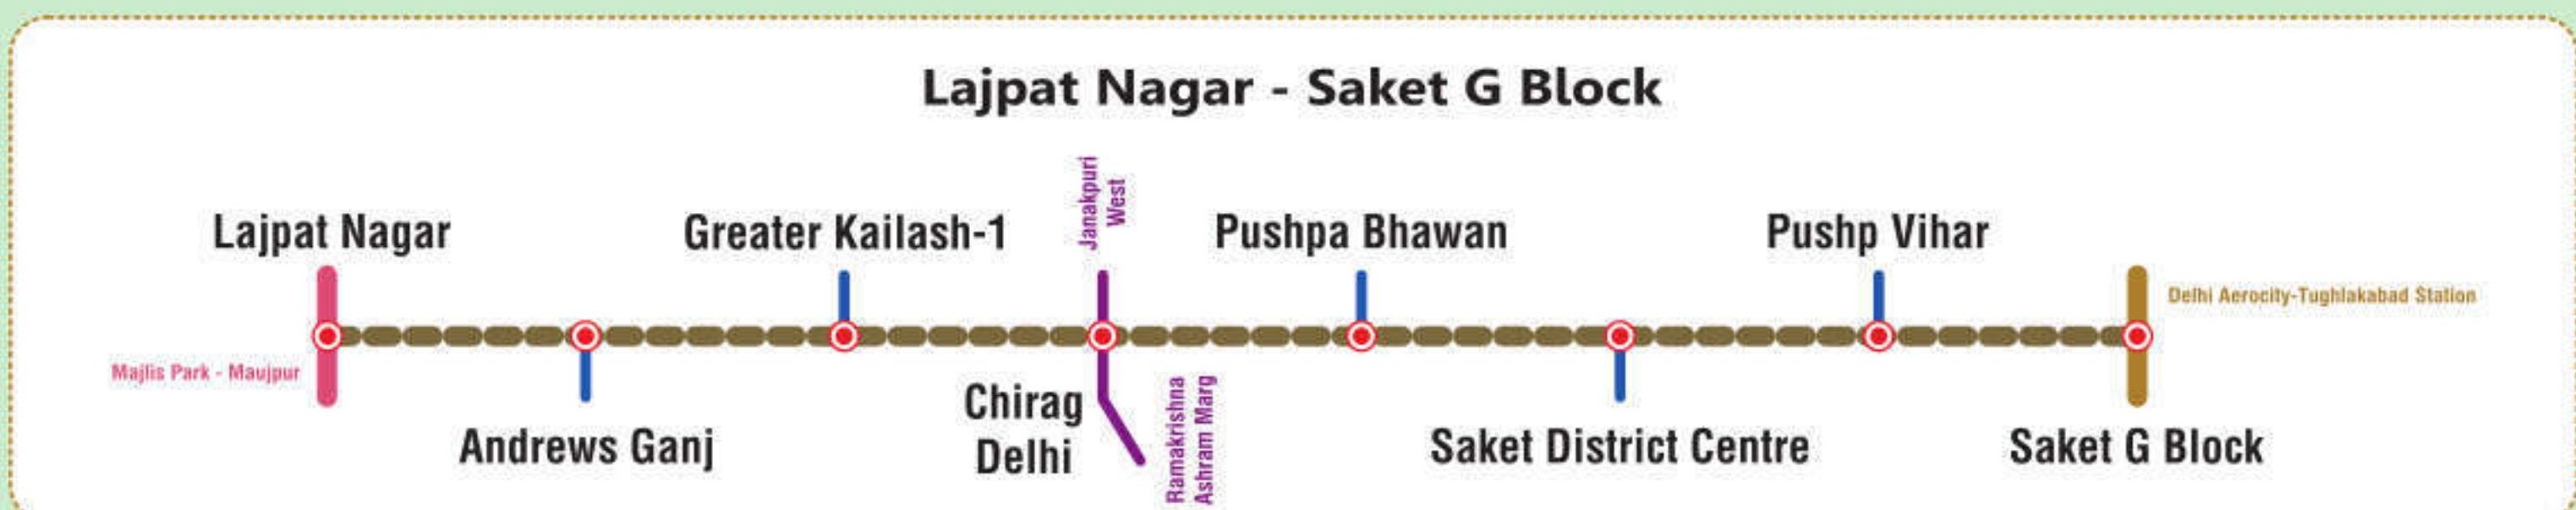 Lajpat Nagar - Saket G Block
Janakpuri
West
Lajpat Nagar
Greater Kailash-1
Pushpa Bhawan
Pushp Vihar
Delhi Aerocity-Tughlakabad Station
Majlis Park - Maujpur
Andrews Ganj
Chirag
Delhi
Ramakrishna
Ashram Marg
Saket District Centre
Saket G Block